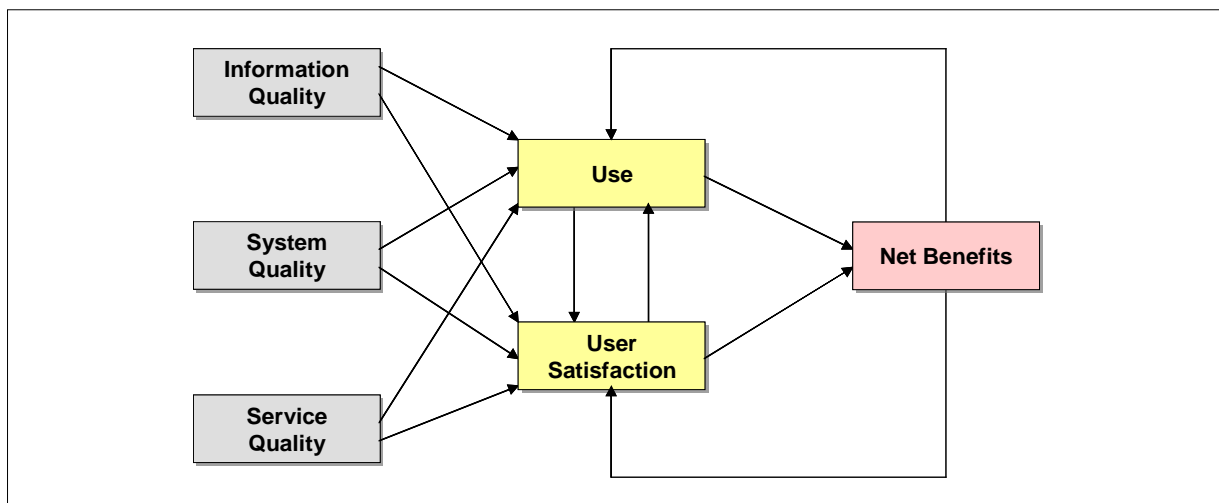 Information
Quality
Use
System
Quality
Net Benefits
User
Satisfaction
Service
Quality